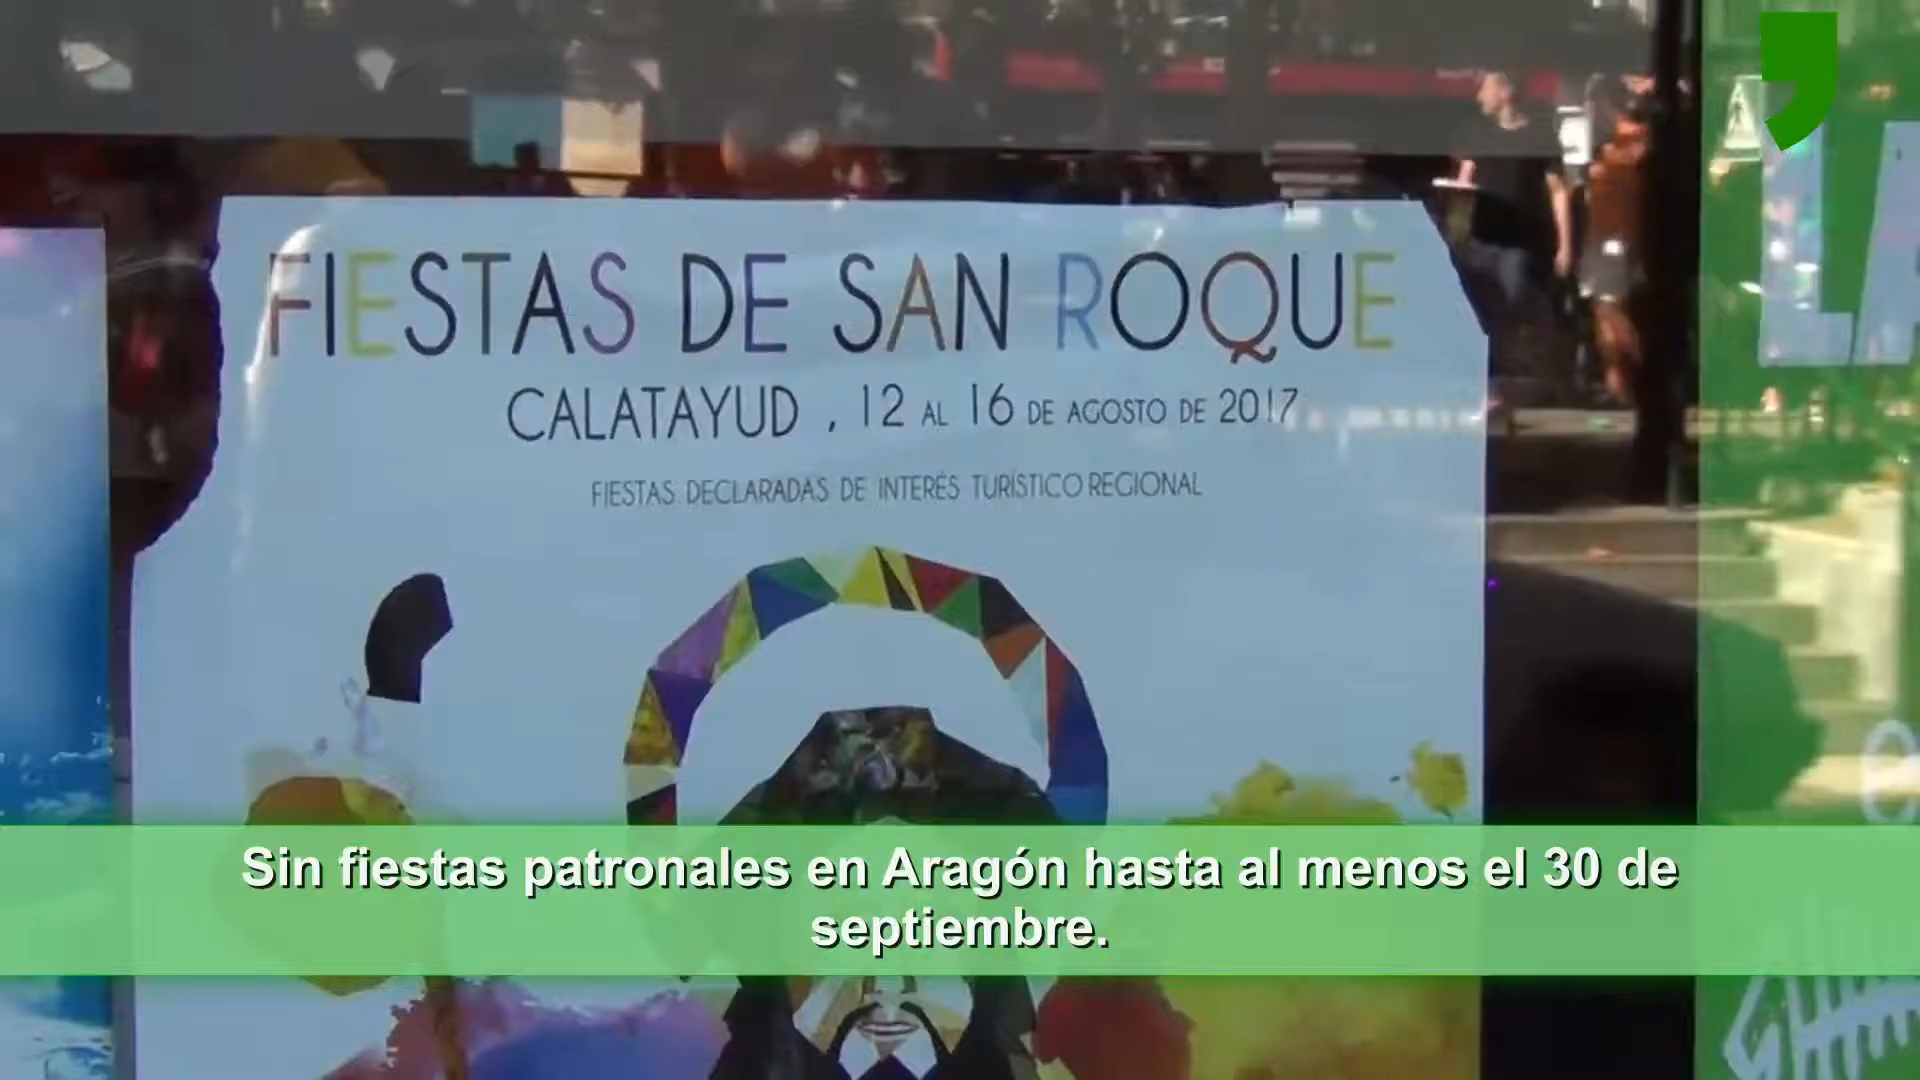 FIESTAS DE SAN ROQUE
CALATAYUD , 12 AL 16 DE AGOSTO DE 2017
FIESTAS DECLARADAS DE INTERÉS TURÍSTICO REGIONAL
Sin fiestas patronales en Aragón hasta al menos el 30 de
septiembre.